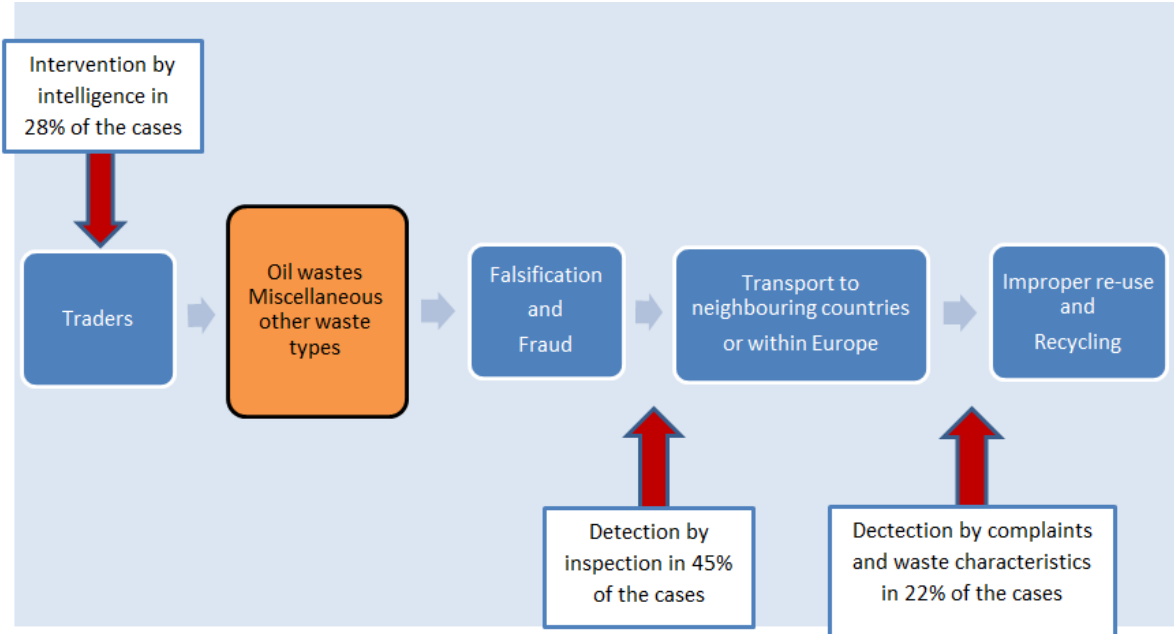 Intervention by
intelligence in
28% of the cases
Traders
Oil wastes
Miscellaneous
other waste
types
Falsification
and
Fraud
Transport to
neighbouring countries
or within Europe
Improper re-use
and
Recycling
Detection by
inspection in 45%
of the cases
Dectection by complaints
and waste characteristics
in 22% of the cases